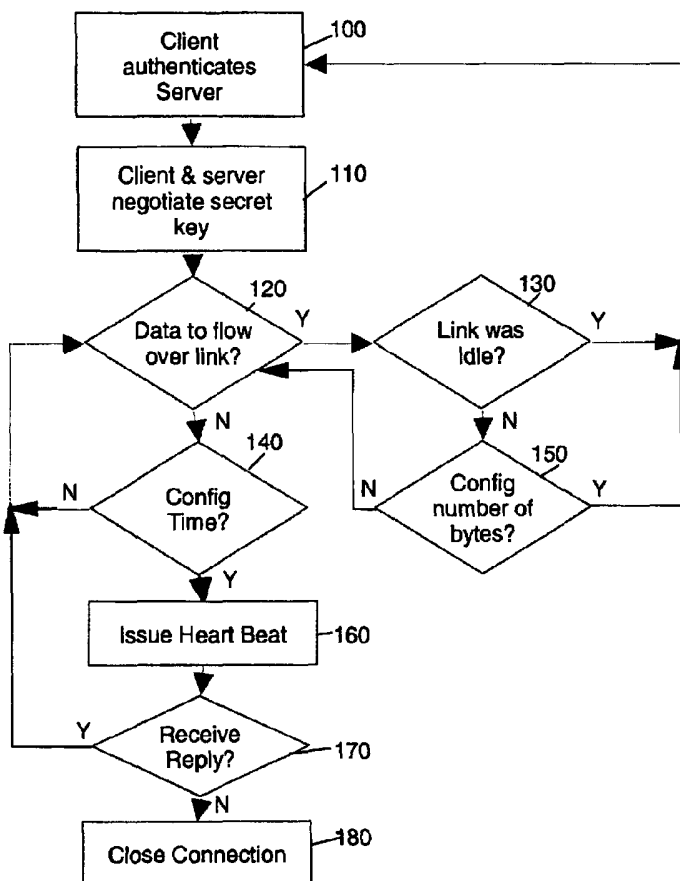 100
Client
authenticates
Server
110
Client & server
negotiate secret
key
120
Data to flow
over link?
Y
130
Link was
Idle?
Y
N
N
140
Config
Time?
N
Y
150
Config
number of
bytes?
N
Y
Issue Heart Beat
160
Receive
Reply?
Y
170
N
Close Connection
180